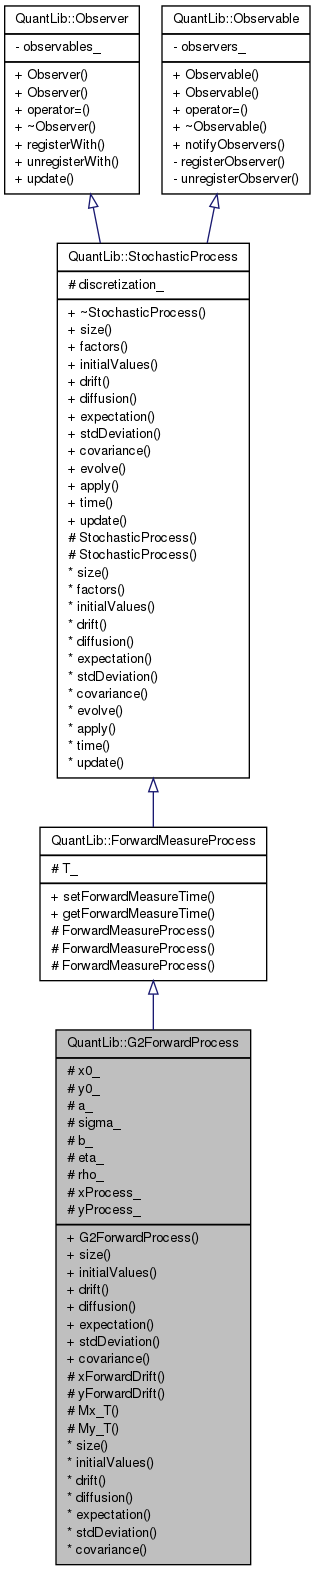 QuantLib::Observer
- observables_
+ Observer()
+ Observer()
+ operator=()
+ ~Observer()
+ registerWith()
+ unregisterWith()
+ update()
QuantLib::Observable
- observers_
+ Observable()
+ Observable()
+ operator=()
+ ~Observable()
+ notifyObservers()
- registerObserver()
- unregisterObserver()
QuantLib::StochasticProcess
# discretization_
+ ~StochasticProcess()
+ size()
+ factors()
+ initialValues()
+ drift()
+ diffusion()
+ expectation()
+ stdDeviation()
+ covariance()
+ evolve()
+ apply()
+ time()
+ update()
# StochasticProcess()
# StochasticProcess()
* size()
* factors()
* initialValues()
* drift()
* diffusion()
* expectation()
* stdDeviation()
* covariance()
* evolve()
* apply()
* time()
* update()
QuantLib::ForwardMeasureProcess
# T_
+ setForwardMeasureTime()
+ getForwardMeasureTime()
# ForwardMeasureProcess()
# ForwardMeasureProcess()
# ForwardMeasureProcess()
QuantLib::G2ForwardProcess
# x0_
# y0_
# a_
# sigma_
# b_
# eta_
# rho_
# xProcess_
# yProcess_
+ G2ForwardProcess()
+ size()
+ initialValues()
+ drift()
+ diffusion()
+ expectation()
+ stdDeviation()
+ covariance()
# xForwardDrift()
# yForwardDrift()
# Mx_T()
# My_T()
* size()
* initialValues()
* drift()
* diffusion()
* expectation()
* stdDeviation()
* covariance()